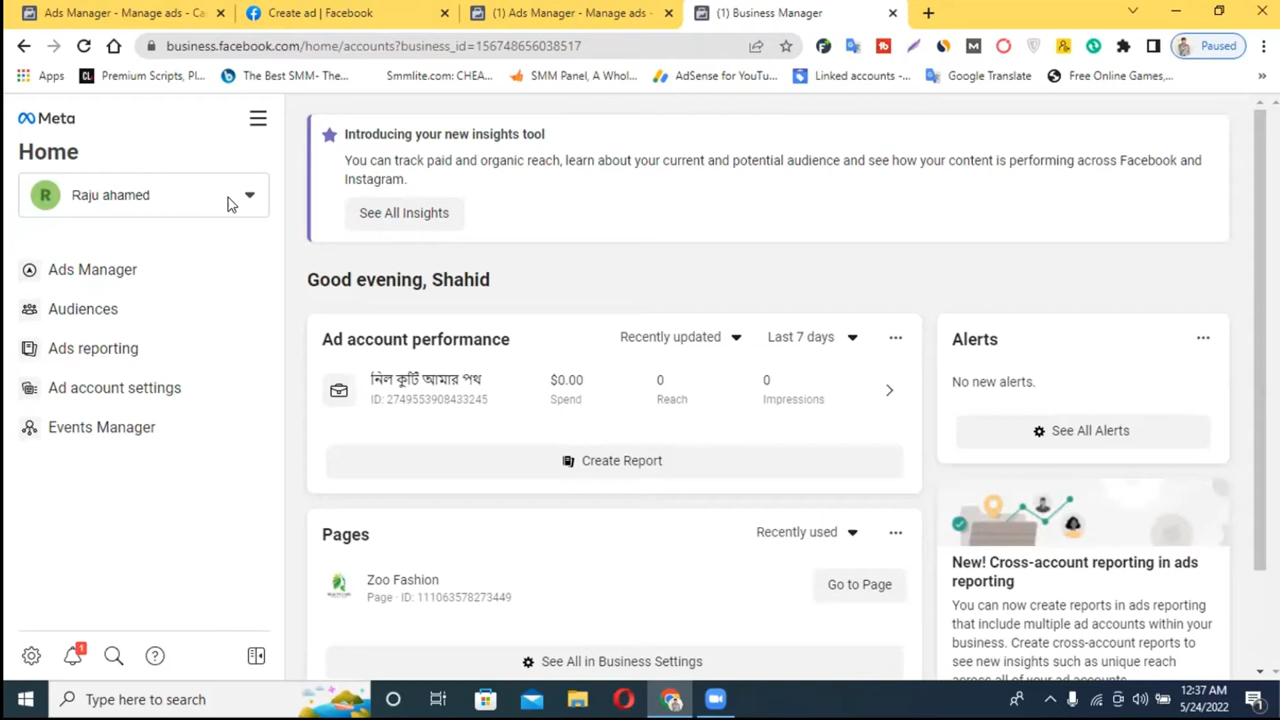 Ads Manager - Manage ads - Ca
Create ad | Facebook
(1) Ads Manager - Manage ads -
(1) Business Manager
business.facebook.com/home/accounts?business_id=156748656038517
Paused
Apps
Premium Scripts, Pl...
The Best SMM- The...
Smmlite.com: CHEA...
SMM Panel, A Whol...
AdSense for YouTu...
Linked accounts -...
Google Translate
Free Online Games,...
Meta
Home
R Raju ahamed
Ads Manager
Audiences
Ads reporting
Ad account settings
Events Manager
1
Introducing your new insights tool
You can track paid and organic reach, learn about your current and potential audience and see how your content is performing across Facebook and
Instagram.
See All Insights
Good evening, Shahid
Ad account performance
Recently updated
Last 7 days
নিল কুটি আমার পথ
ID: 2749553908433245
$0.00
Spend
0
Reach
0
Impressions
Create Report
Pages
Recently used
Zoo Fashion
Page · ID: 111063578273449
Go to Page
See All in Business Settings
Alerts
No new alerts.
See All Alerts
New! Cross-account reporting in ads
reporting
You can now create reports in ads reporting
that include multiple ad accounts within your
business. Create cross-account reports to
see new insights such as unique reach
across all of your ad accounts.
Type here to search
12:37 AM
5/24/2022